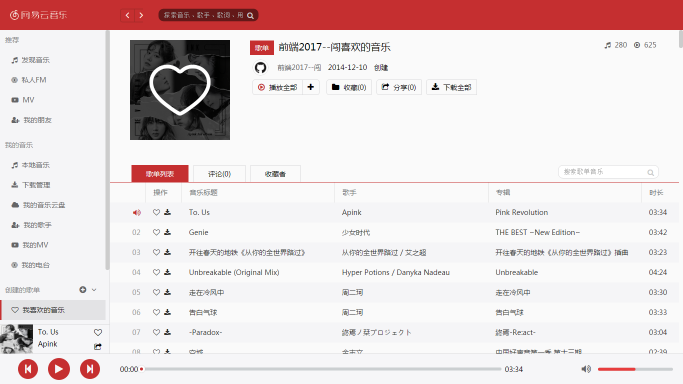 网易云音乐
搜索音乐，歌手，歌词，用
推荐
发现音乐
私人FM
MV
我的朋友
我的音乐
本地音乐
下载管理
我的音乐云盘
我的歌手
我的MV
我的电台
创建的歌单
我喜欢的音乐
To. Us
Apink
歌单 前端2017--闯喜欢的音乐
280 625
前端2017--闯 2014-12-10 创建
播放全部 收藏(0) 分享(0) 下载全部
歌单列表 评论(0) 收藏者
搜索歌单音乐
操作 音乐标题 歌手 专辑 时长
To. Us Apink Pink Revolution 03:34
02 Genie 少女时代 THE BEST ~New Edition~ 03:42
03 开往春天的地铁《从你的全世界路过》 从你的全世界路过 / 艾之超 开往春天的地铁《从你的全世界路过》插曲 03:23
04 Unbreakable (Original Mix) Hyper Potions / Danyka Nadeau Unbreakable 04:24
05 走在冷风中 周二珂 走在冷风中 03:30
06 告白气球 周二珂 告白气球 03:33
07 -Paradox- 終焉ノ栞プロジェクト 終焉-Re:act- 03:04
08 02:39
00:00 03:34